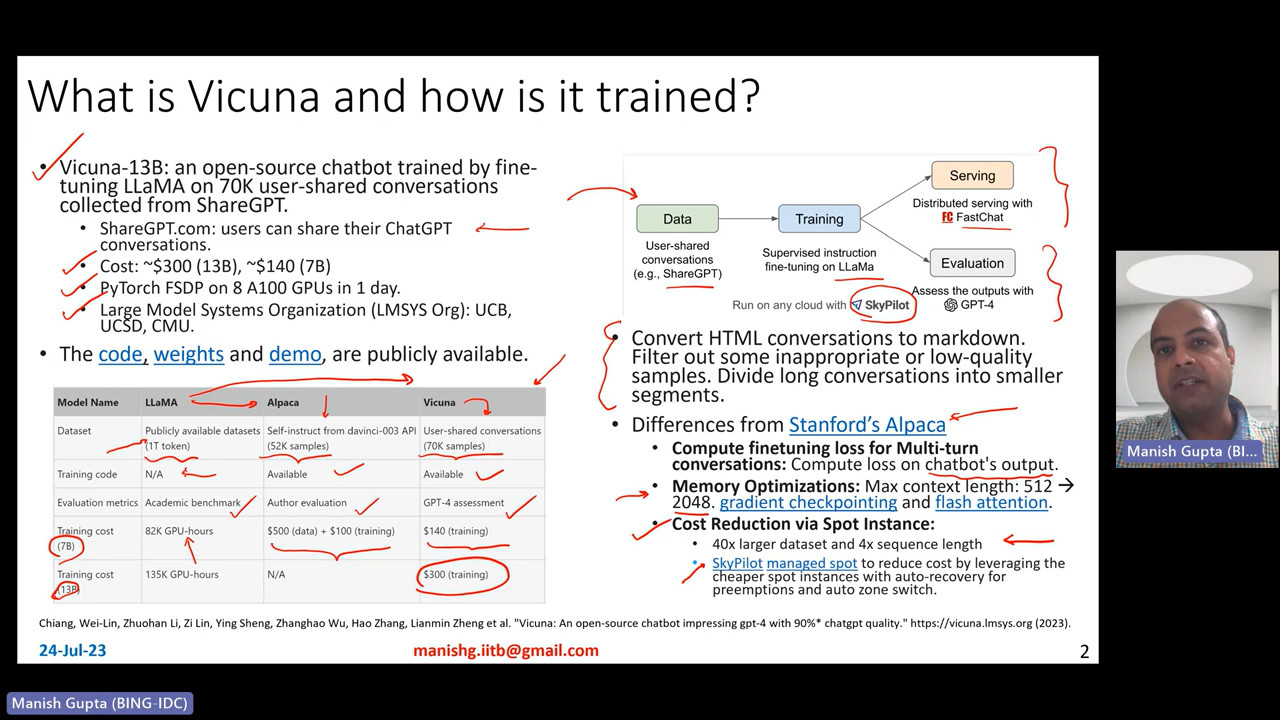 What is Vicuna and how is it trained?
• Vicuna-13B: an open-source chatbot trained by fine-
tuning LLaMA on 70K user-shared conversations
collected from ShareGPT.
• ShareGPT.com: users can share their ChatGPT
conversations.
• Cost: ~$300 (13B), ~$140 (7B)
• PyTorch FSDP on 8 A100 GPUs in 1 day.
• Large Model Systems Organization (LMSYS Org): UCB,
UCSD, CMU.
• The code, weights and demo, are publicly available.
Model Name LLaMA Alpaca Vicuna
Dataset Publicly available datasets Self-instruct from davinci-003 API User-shared conversations
(1T token) (52K samples) (70K samples)
Training code N/A Available Available
Evaluation metrics Academic benchmark Author evaluation GPT-4 assessment
Training cost 82K GPU-hours $500 (data) + $100 (training) $140 (training)
(7B)
Training cost 135K GPU-hours N/A $300 (training)
(13B)
Data
User-shared
conversations
(e.g., ShareGPT)
Training
Supervised instruction
fine-tuning on LLaMa
Serving
Distributed serving with
FC FastChat
Evaluation
Assess the outputs with
GPT-4
Run on any cloud with SkyPilot
• Convert HTML conversations to markdown.
Filter out some inappropriate or low-quality
samples. Divide long conversations into smaller
segments.
• Differences from Stanford's Alpaca
• Compute finetuning loss for Multi-turn
conversations: Compute loss on chatbot's output.
• Memory Optimizations: Max context length: 512 →
2048. gradient checkpointing and flash attention.
• Cost Reduction via Spot Instance:
• 40x larger dataset and 4x sequence length
• SkyPilot managed spot to reduce cost by leveraging the
cheaper spot instances with auto-recovery for
preemptions and auto zone switch.
Chiang, Wei-Lin, Zhuohan Li, Zi Lin, Ying Sheng, Zhanghao Wu, Hao Zhang, Lianmin Zheng et al. "Vicuna: An open-source chatbot impressing gpt-4 with 90%* chatgpt quality." https://vicuna.lmsys.org (2023).
24-Jul-23 manishg.iitb@gmail.com 2
Manish Gupta (BI...
Manish Gupta (BING-IDC)